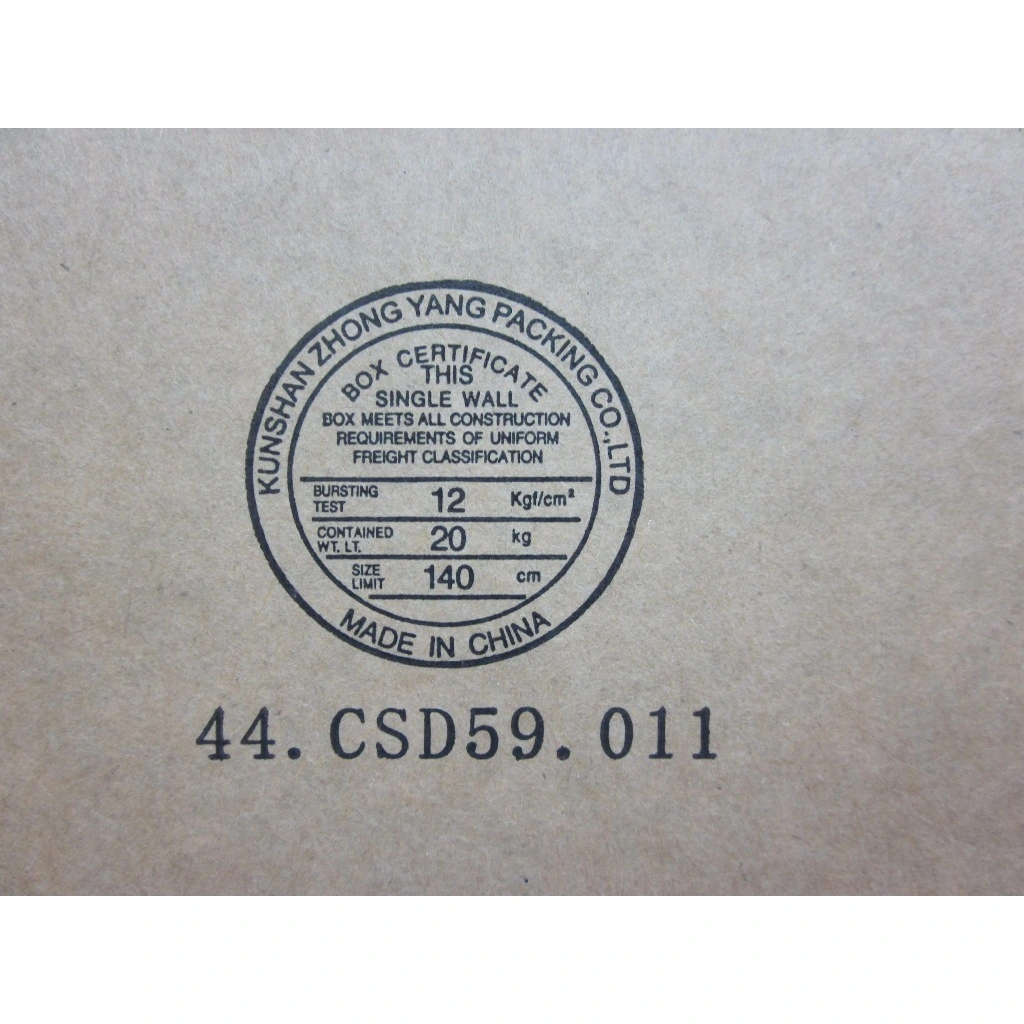 KUNSHAN ZHONG YANG PACKING CO.,LTD
BOX CERTIFICATE
THIS
SINGLE WALL
BOX MEETS ALL CONSTRUCTION
REQUIREMENTS OF UNIFORM
FREIGHT CLASSIFICATION
BURSTING TEST 12 Kgf/cm²
CONTAINED WT. LT. 20 kg
SIZE LIMIT 140 cm
MADE IN CHINA
44.CSD59.011